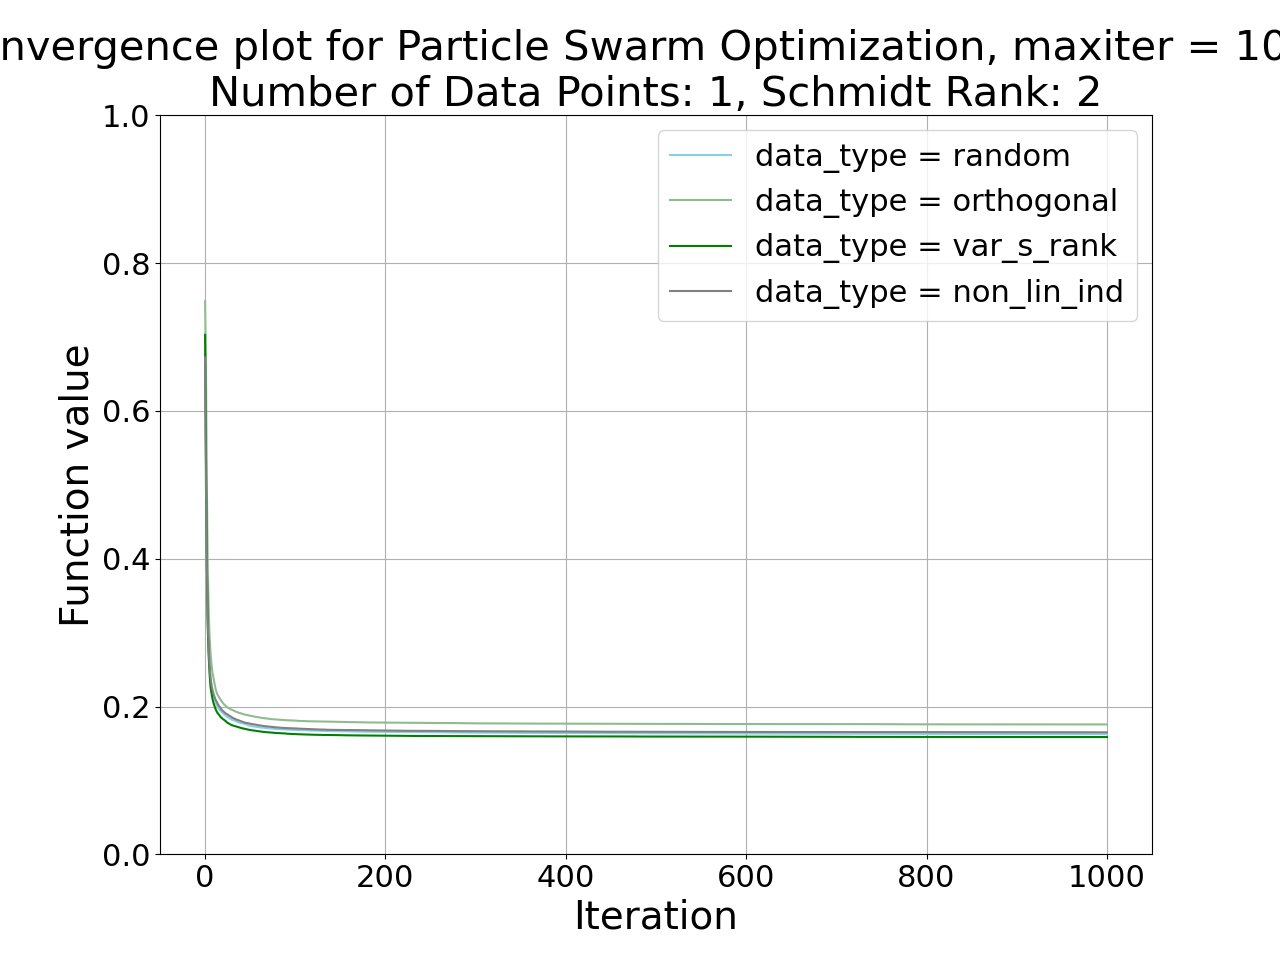 nvergence plot for Particle Swarm Optimization, maxiter = 10
Number of Data Points: 1, Schmidt Rank: 2
1.0
data_type = random
data_type = orthogonal
data_type = var_s_rank
data_type = non_lin_ind
0.8
0.6
0.4
0.2
0.0
Function value
0 200 400 600 800 1000
Iteration